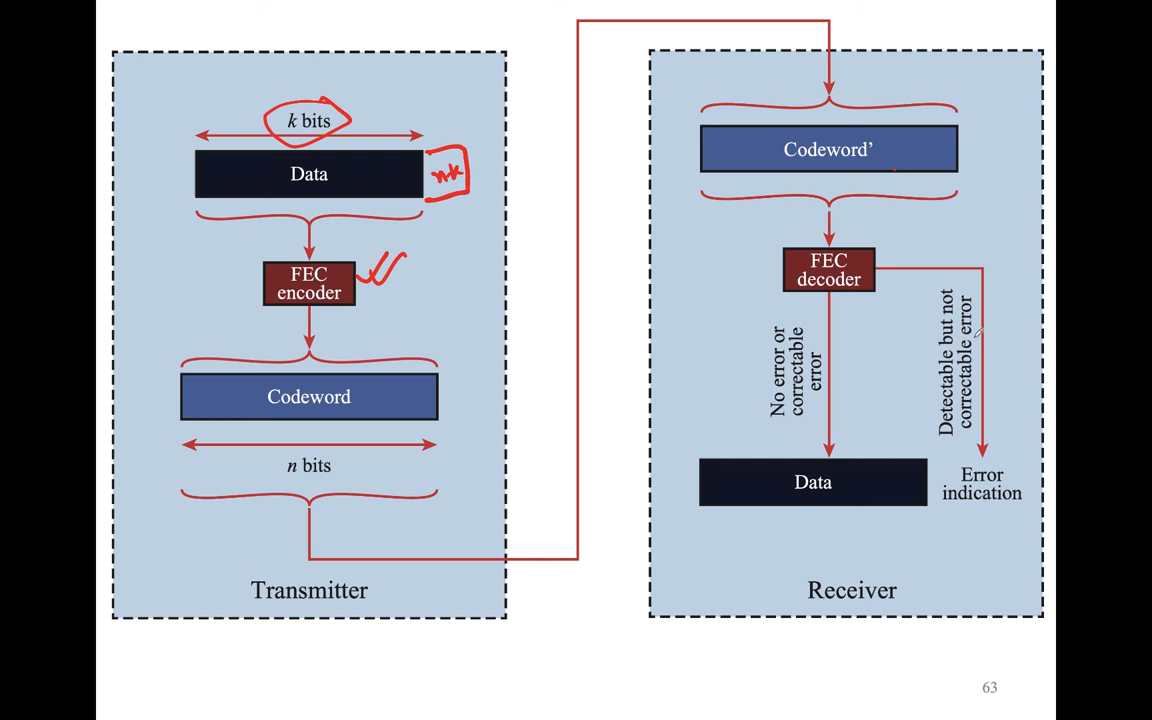 k bits
Data
n-k
FEC
encoder
Codeword
n bits
Transmitter
Codeword’
FEC
decoder
No error or
correctable
error
Detectable but not
correctable error
Data
Error
indication
Receiver
63